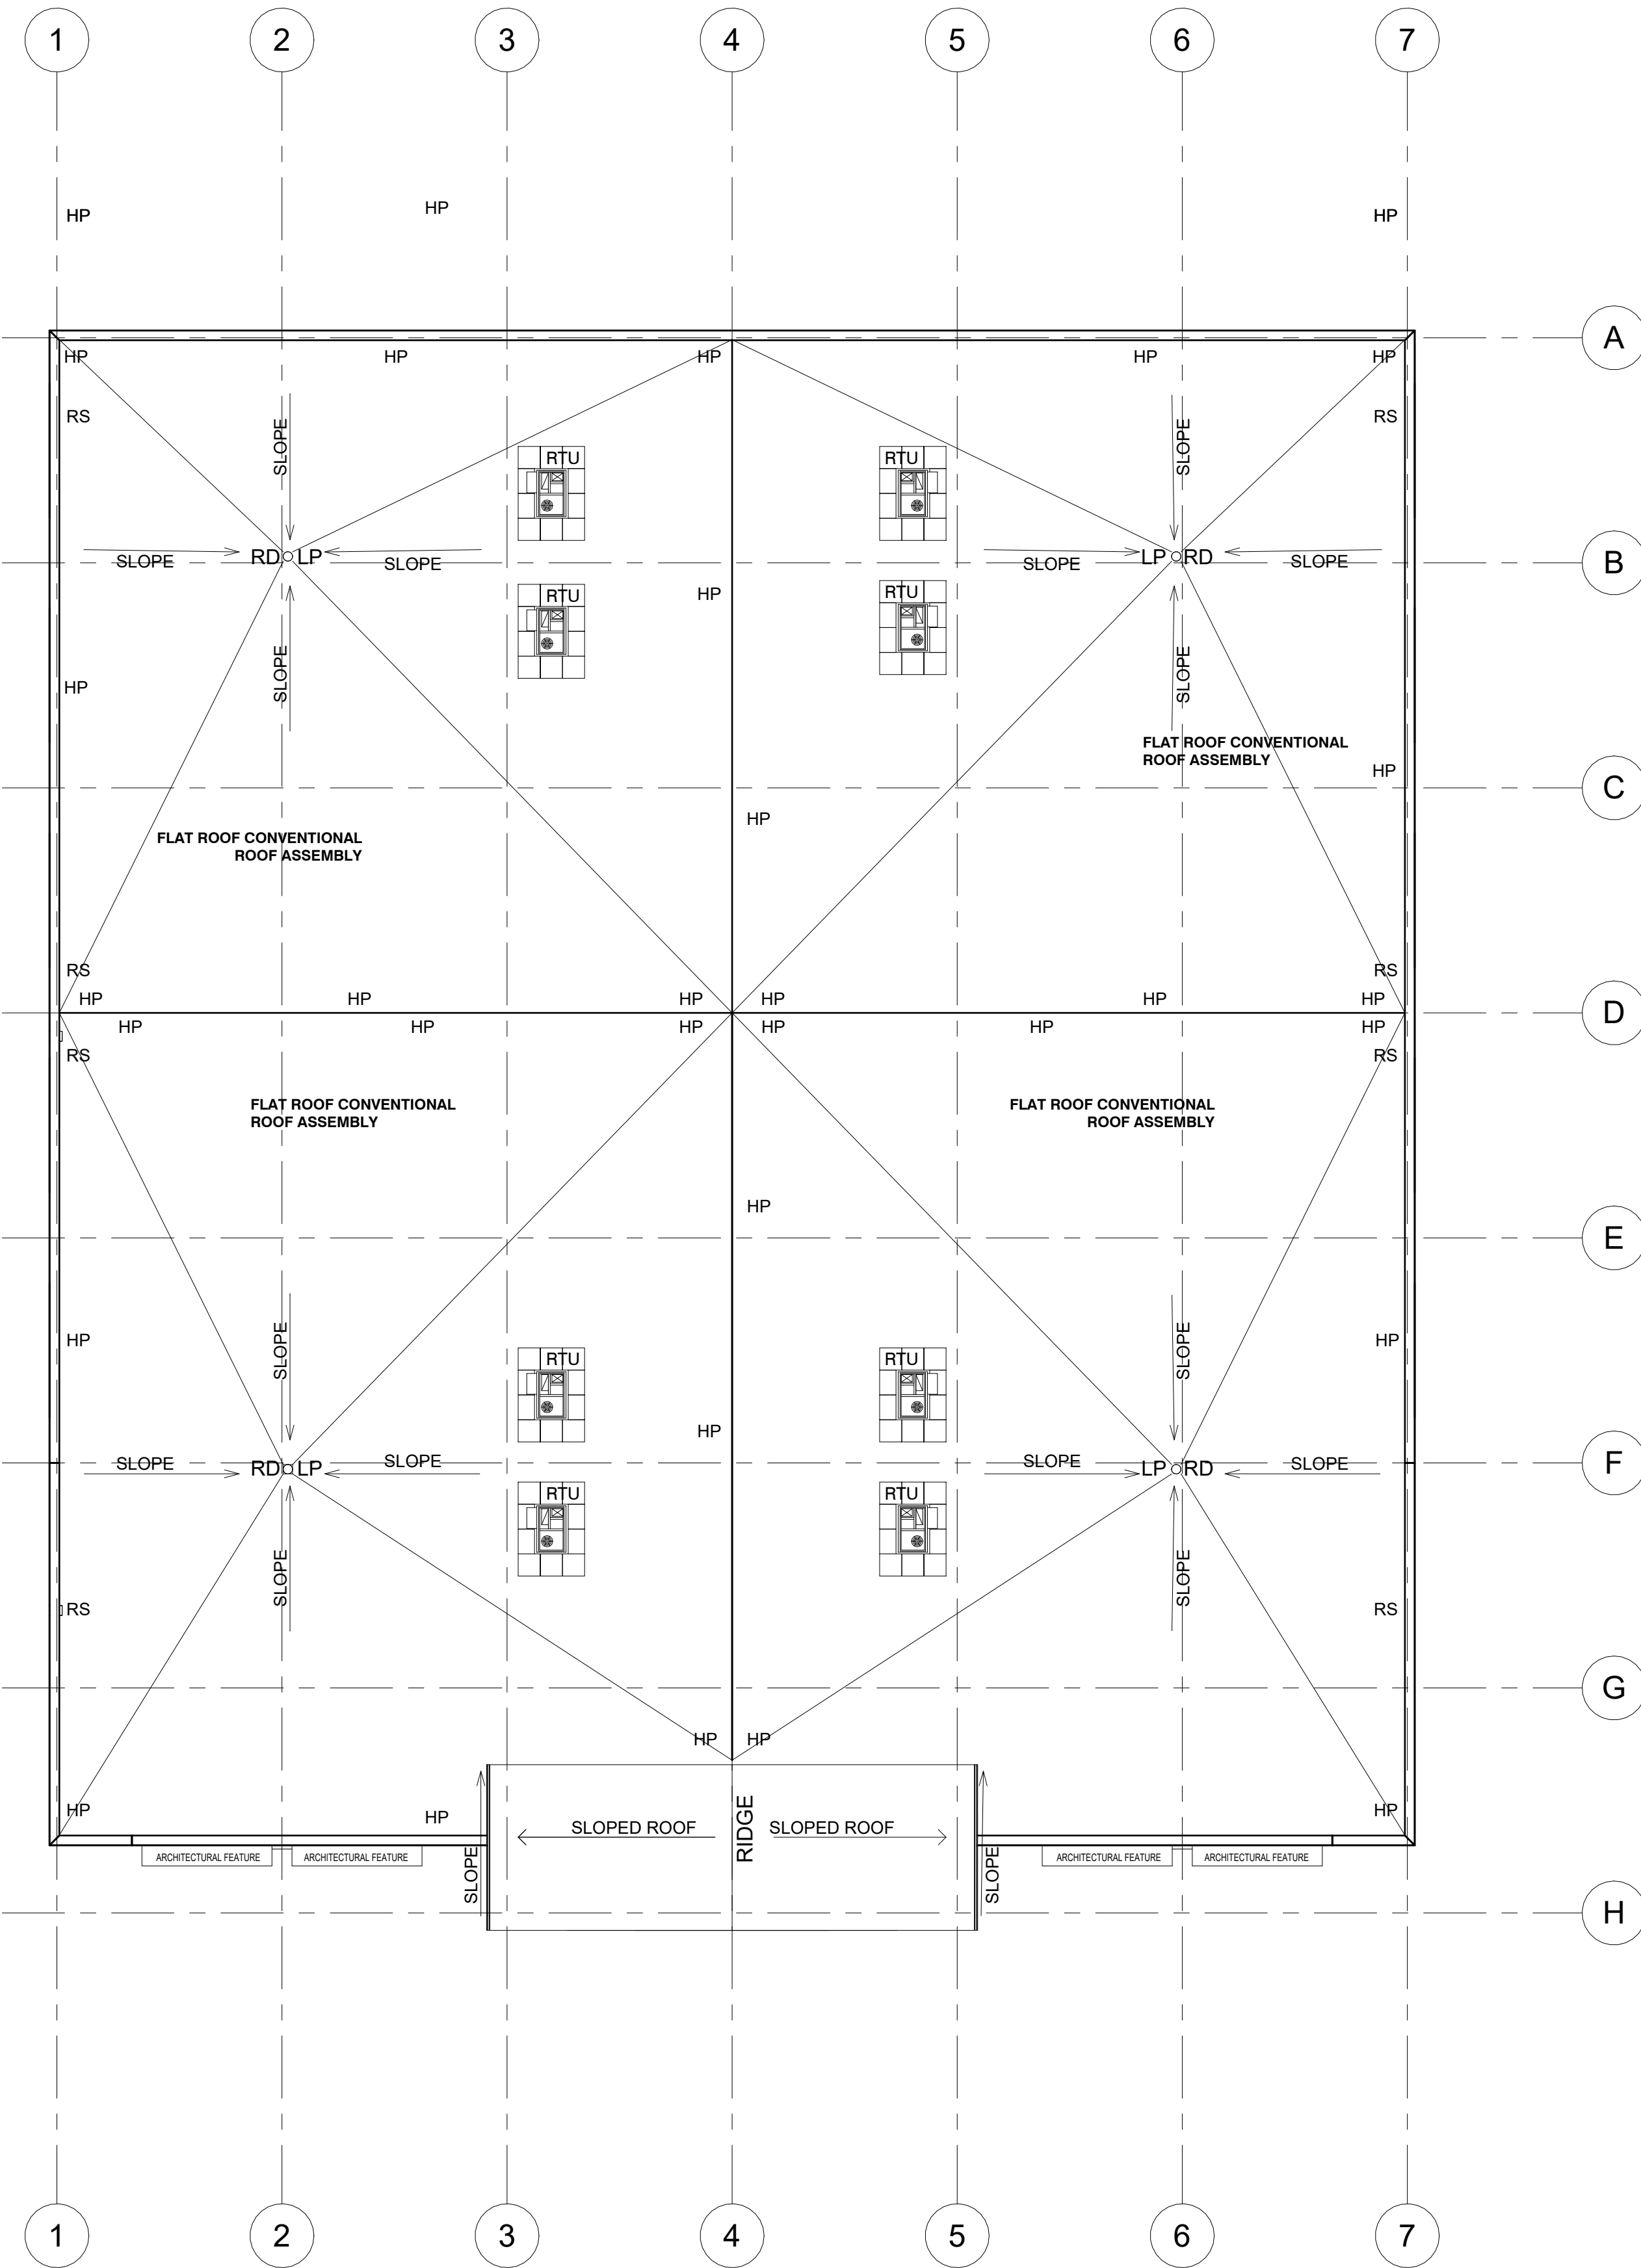 1 2 3 4 5 6 7
HP
HP HP
A
HP HP HP HP HP
RS RS
SLOPE SLOPE
RTU RTU
RD LP LP RD
SLOPE SLOPE SLOPE SLOPE
B
RTU RTU
HP
SLOPE SLOPE
HP
FLAT ROOF CONVENTIONAL
ROOF ASSEMBLY
HP
C
HP
FLAT ROOF CONVENTIONAL
ROOF ASSEMBLY
RS RS
HP HP HP HP HP HP
D
HP HP HP HP HP HP
RS RS
FLAT ROOF CONVENTIONAL
ROOF ASSEMBLY
FLAT ROOF CONVENTIONAL
ROOF ASSEMBLY
HP
E
HP HP
SLOPE SLOPE
RTU RTU
HP
SLOPE SLOPE SLOPE SLOPE
F
RD LP LP RD
RTU RTU
SLOPE SLOPE
RS RS
G
HP HP
HP HP HP
SLOPED ROOF RIDGE SLOPED ROOF
ARCHITECTURAL FEATURE ARCHITECTURAL FEATURE ARCHITECTURAL FEATURE ARCHITECTURAL FEATURE
SLOPE SLOPE
H
1 2 3 4 5 6 7